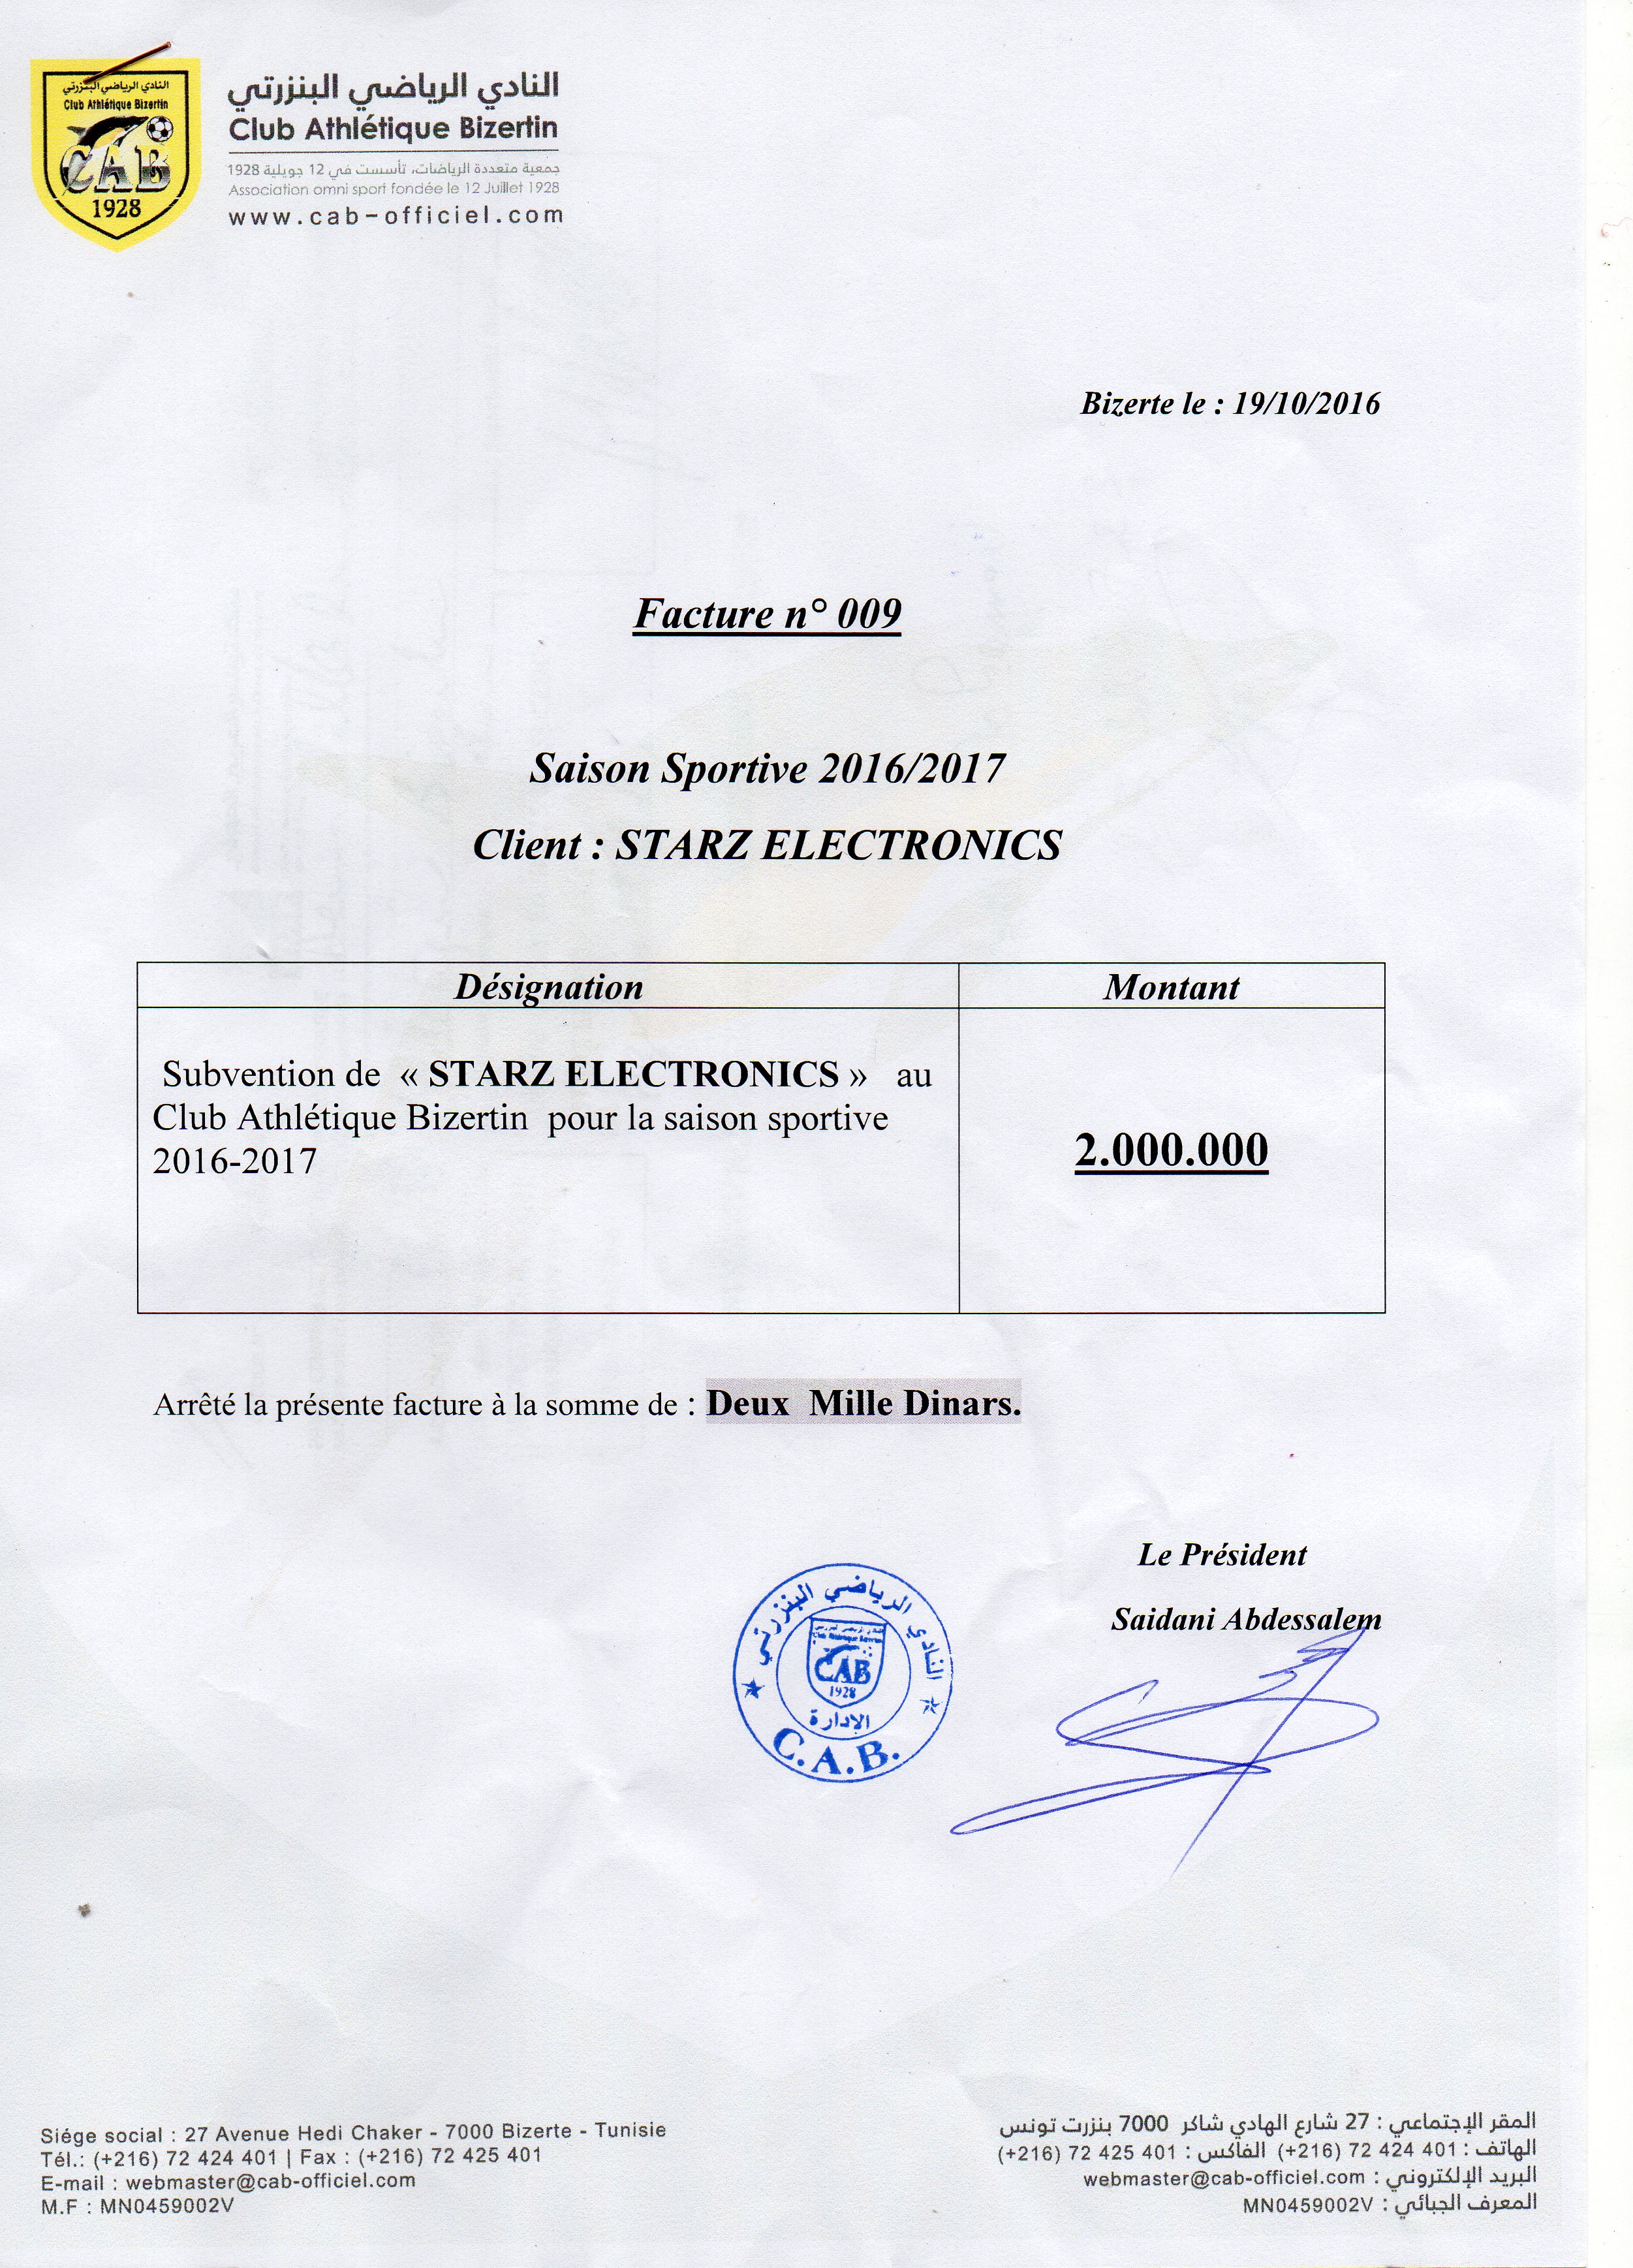 النادي الرياضي البنزرتي
Club Athlétique Bizertin
CAB
1928
النادي الرياضي البنزرتي
Club Athlétique Bizertin
جمعية متعددة الرياضات، تأسست في 12 جويلية 1928
Association omni sport fondée le 12 Juillet 1928
www.cab-officiel.com
Bizerte le : 19/10/2016
Facture n° 009
Saison Sportive 2016/2017
Client : STARZ ELECTRONICS
Désignation Montant
Subvention de « STARZ ELECTRONICS » au
Club Athlétique Bizertin pour la saison sportive
2016-2017
2.000.000
Arrêté la présente facture à la somme de : Deux Mille Dinars.
Le Président
Saidani Abdessalem
النادي الرياضي البنزرتي
CAB
1928
الإدارة
C.A.B.
Siége social : 27 Avenue Hedi Chaker - 7000 Bizerte - Tunisie
Tél.: (+216) 72 424 401 | Fax : (+216) 72 425 401
E-mail : webmaster@cab-officiel.com
M.F : MN0459002V
المقر الإجتماعي : 27 شارع الهادي شاكر 7000 بنزرت تونس
الهاتف : 401 424 72 (216+) الفاكس : 401 425 72 (216+)
البريد الإلكتروني : webmaster@cab-officiel.com
المعرف الجبائي : MN0459002V